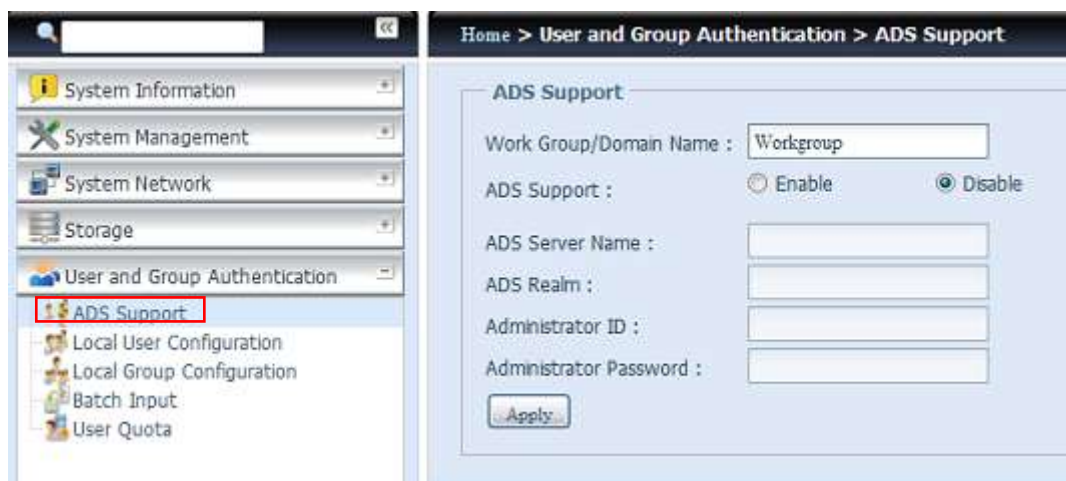 Home > User and Group Authentication > ADS Support
System Information
System Management
System Network
Storage
User and Group Authentication
ADS Support
Local User Configuration
Local Group Configuration
Batch Input
User Quota
ADS Support
Work Group/Domain Name : Workgroup
ADS Support : Enable Disable
ADS Server Name :
ADS Realm :
Administrator ID :
Administrator Password :
Apply